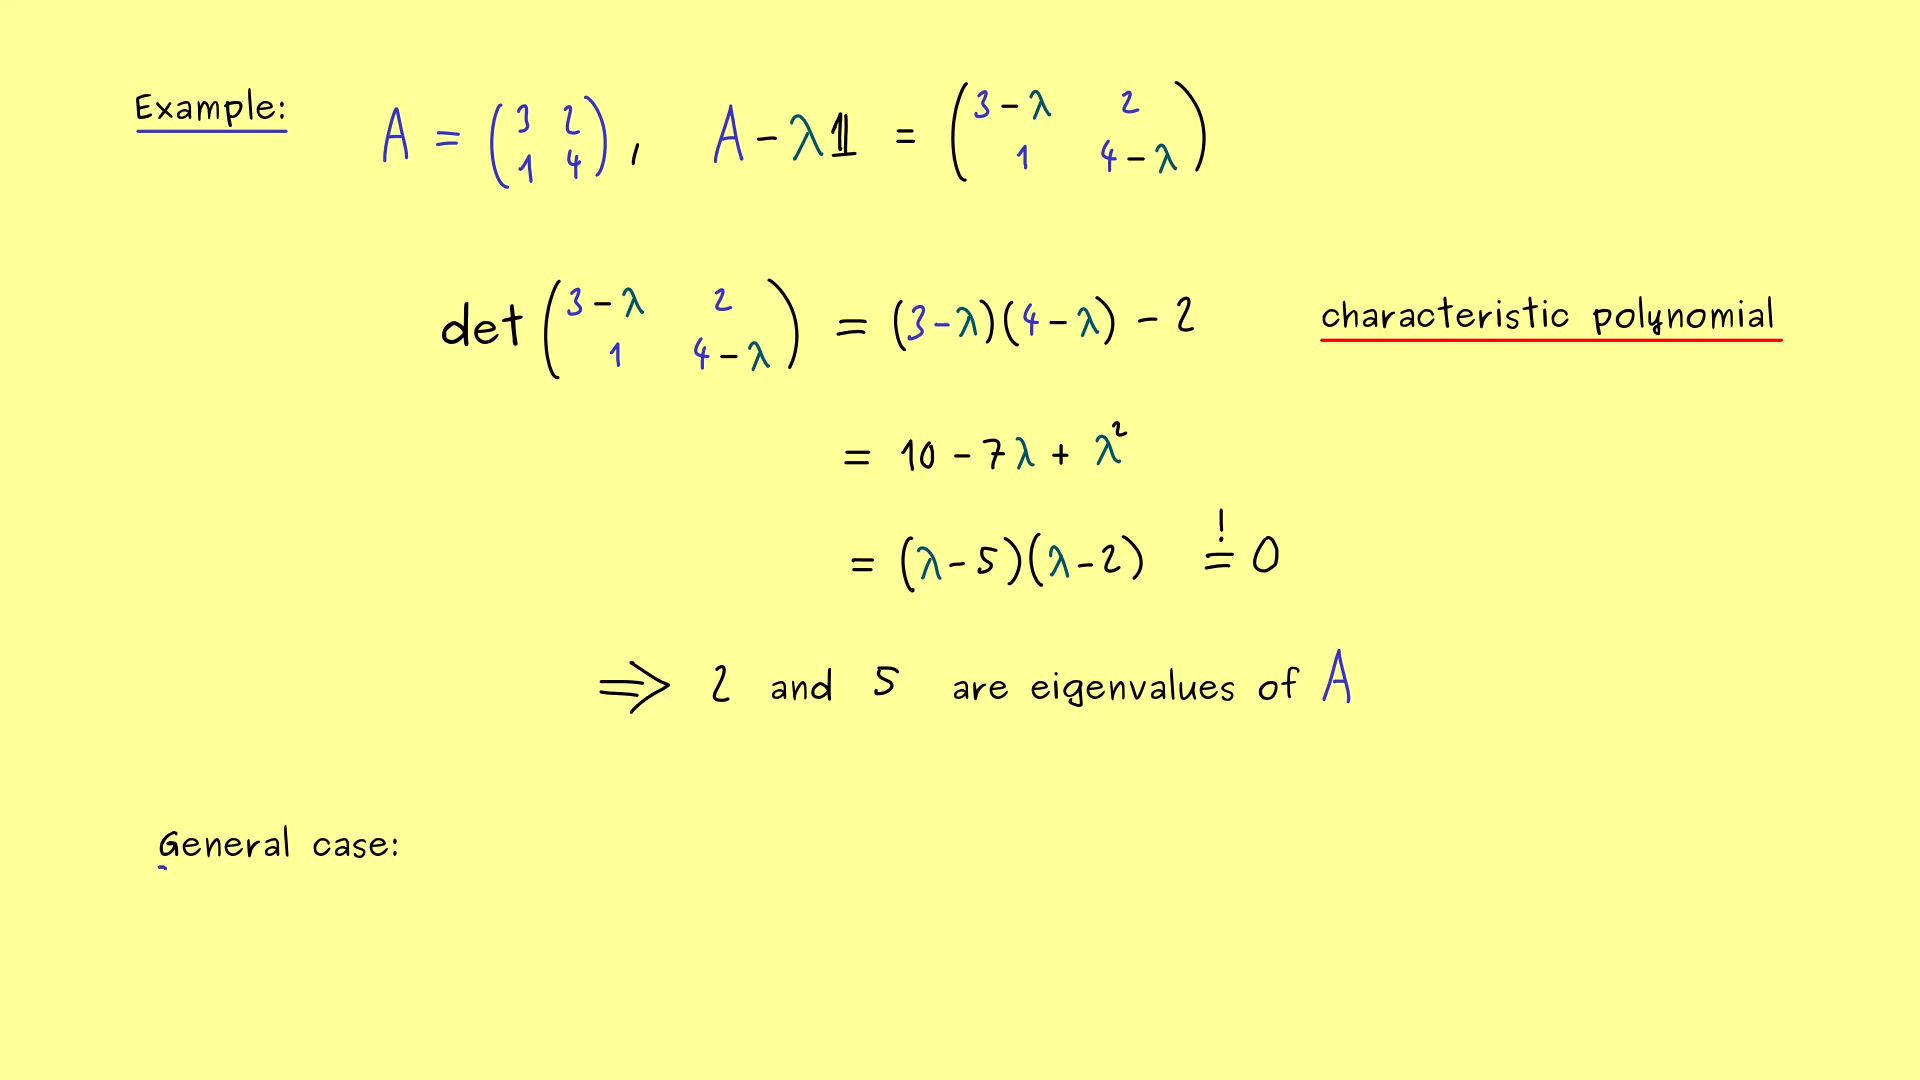 Example: A = ( 3 2 ; 1 4 ) , A - λ𝟙 = ( 3 - λ 2 ; 1 4 - λ )
det ( 3 - λ 2 ; 1 4 - λ ) = (3 - λ)(4 - λ) - 2 characteristic polynomial
= 10 - 7λ + λ²
= (λ - 5)(λ - 2) =! 0
⇒ 2 and 5 are eigenvalues of A
General case: